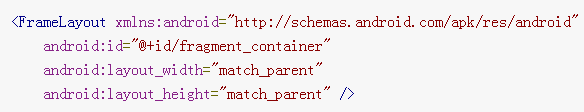 <FrameLayout xmlns:android="http://schemas.android.com/apk/res/android"
android:id="@+id/fragment_container"
android:layout_width="match_parent"
android:layout_height="match_parent" />